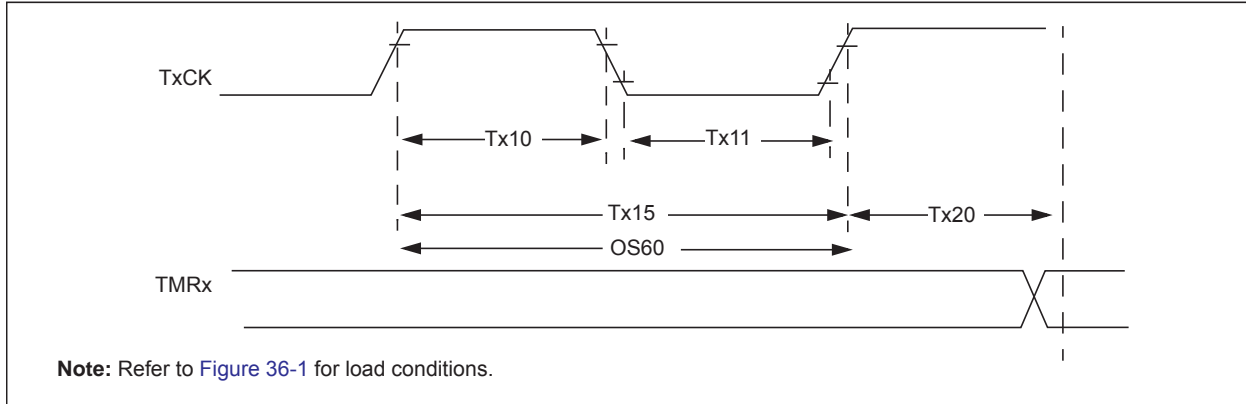 TxCK
Tx10
Tx11
Tx15
Tx20
OS60
TMRx
Note: Refer to Figure 36-1 for load conditions.